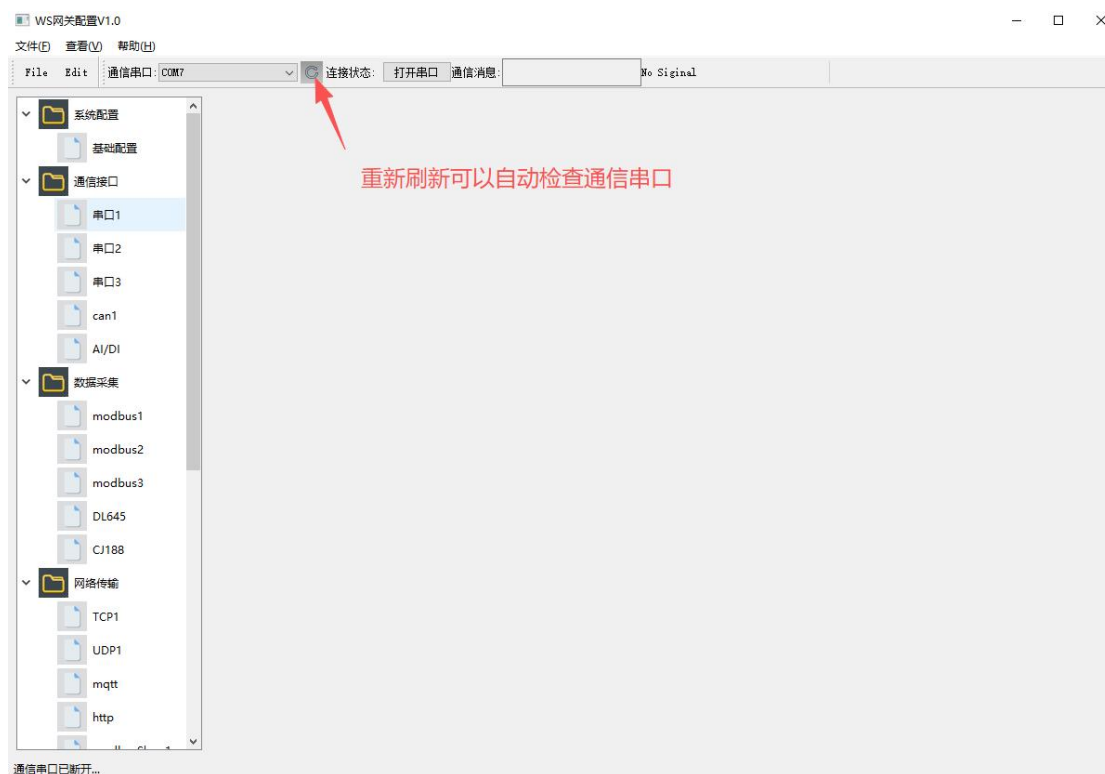 WS网关配置V1.0
文件(F) 查看(V) 帮助(H)
File Edit 通信串口: COM7 连接状态: 打开串口 通信消息: No Siginal
系统配置
基础配置
通信接口
串口1
串口2
串口3
can1
AI/DI
数据采集
modbus1
modbus2
modbus3
DL645
CJ188
网络传输
TCP1
UDP1
mqtt
http
重新刷新可以自动检查通信串口
通信串口已断开...